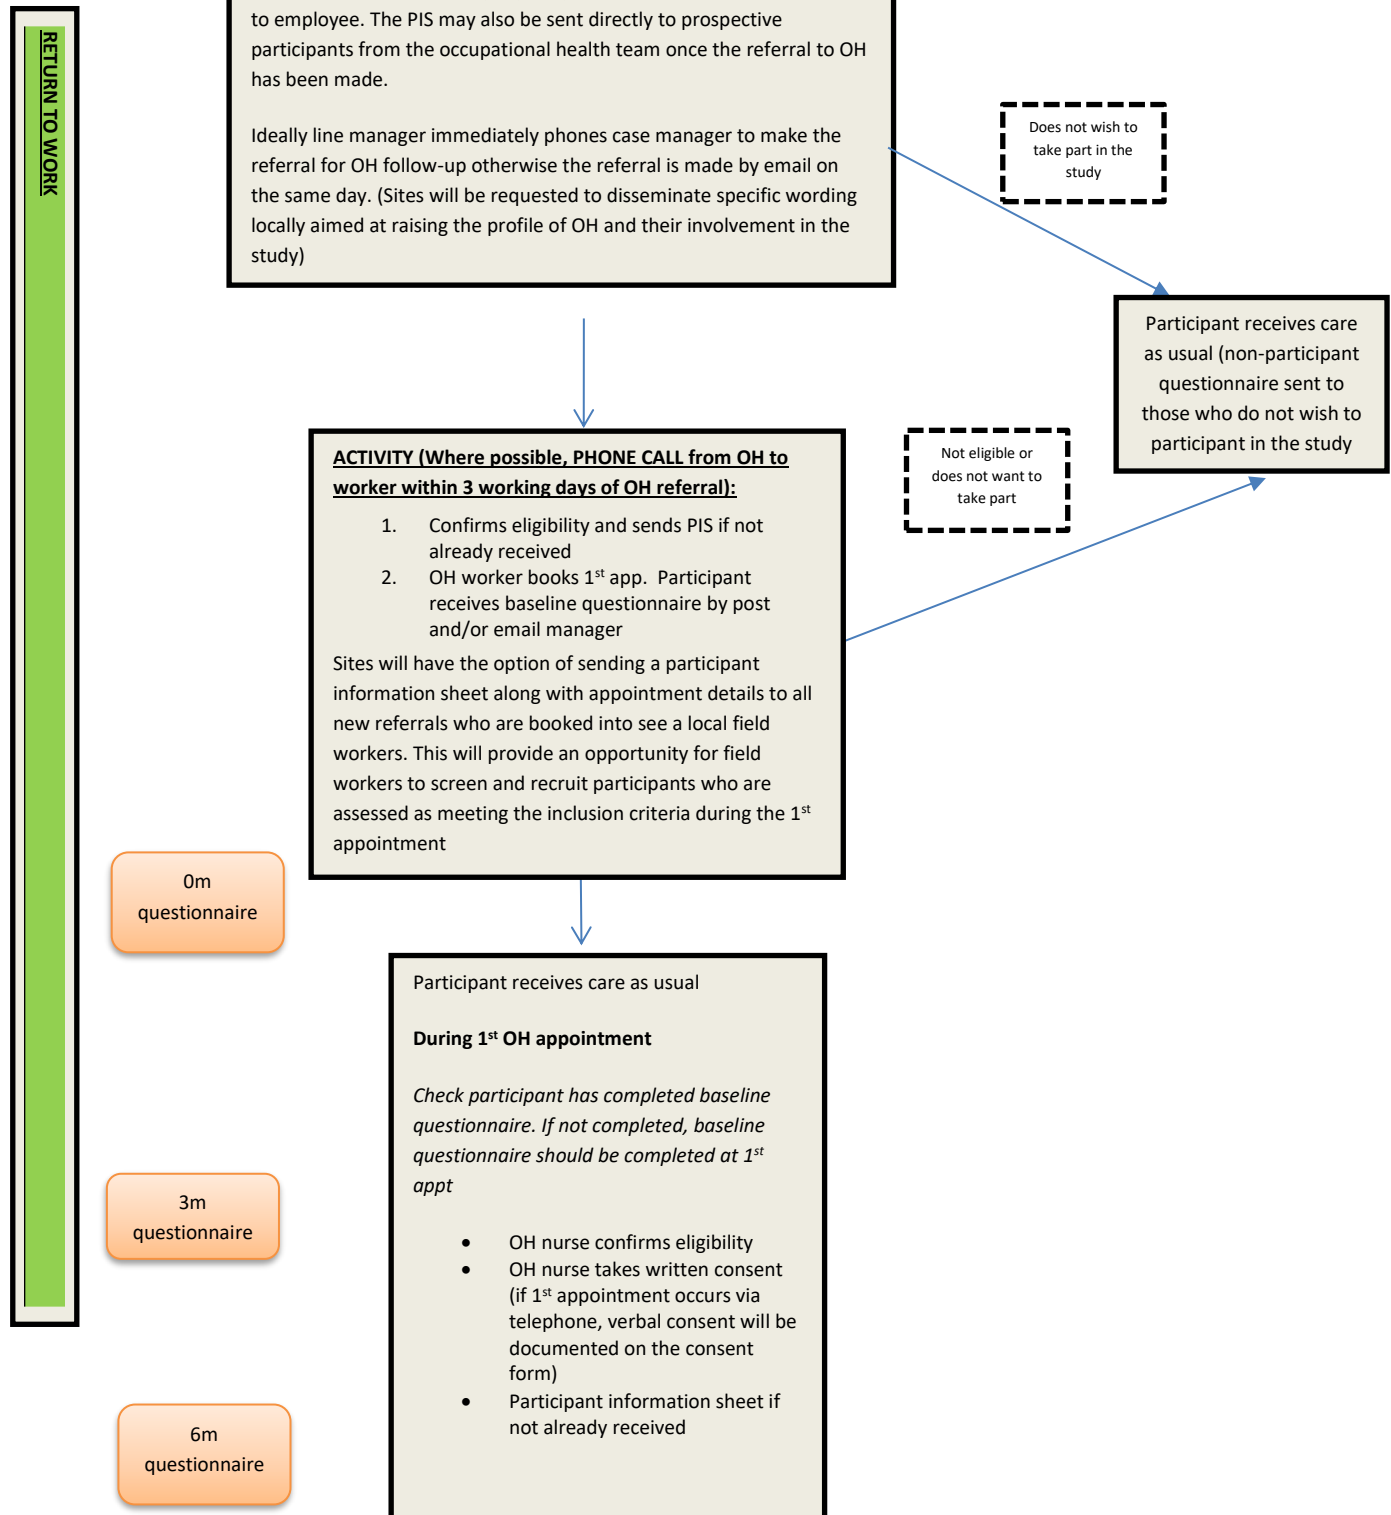 RETURN TO WORK
to employee. The PIS may also be sent directly to prospective
participants from the occupational health team once the referral to OH
has been made.
Ideally line manager immediately phones case manager to make the
referral for OH follow-up otherwise the referral is made by email on
the same day. (Sites will be requested to disseminate specific wording
locally aimed at raising the profile of OH and their involvement in the
study)
Does not wish to
take part in the
study
Participant receives care
as usual (non-participant
questionnaire sent to
those who do not wish to
participant in the study
ACTIVITY (Where possible, PHONE CALL from OH to
worker within 3 working days of OH referral):
1. Confirms eligibility and sends PIS if not
already received
2. OH worker books 1st app. Participant
receives baseline questionnaire by post
and/or email manager
Sites will have the option of sending a participant
information sheet along with appointment details to all
new referrals who are booked into see a local field
workers. This will provide an opportunity for field
workers to screen and recruit participants who are
assessed as meeting the inclusion criteria during the 1st
appointment
Not eligible or
does not want to
take part
0m
questionnaire
Participant receives care as usual
During 1st OH appointment
Check participant has completed baseline
questionnaire. If not completed, baseline
questionnaire should be completed at 1st
appt
• OH nurse confirms eligibility
• OH nurse takes written consent
(if 1st appointment occurs via
telephone, verbal consent will be
documented on the consent
form)
• Participant information sheet if
not already received
3m
questionnaire
6m
questionnaire